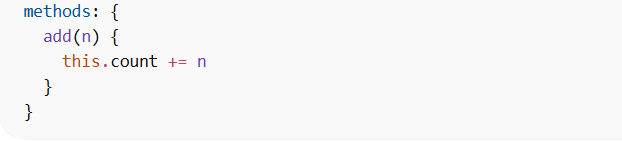 methods: {
  add(n) {
    this.count += n
  }
}